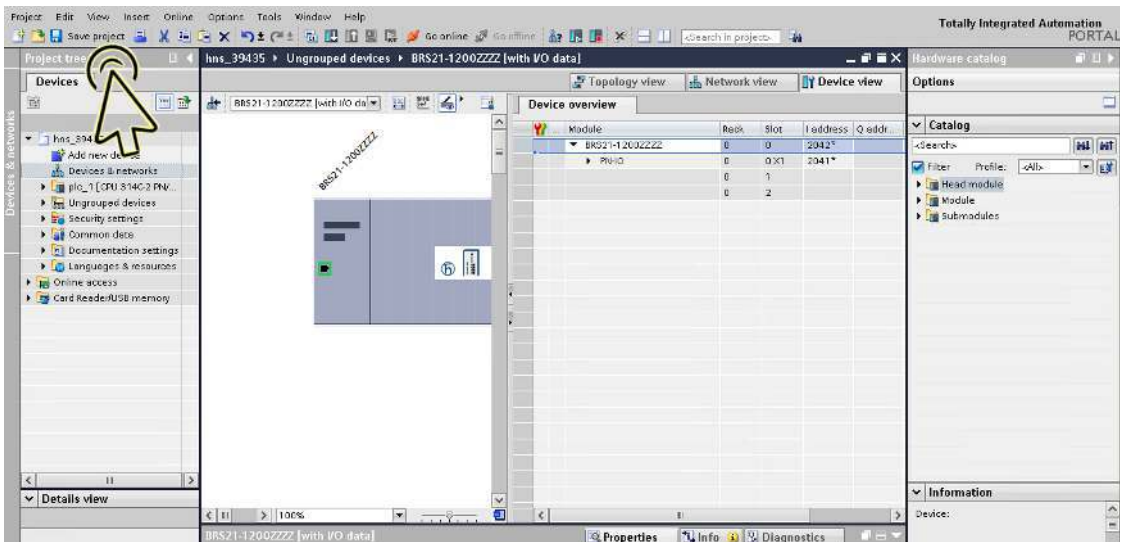 Project Edit View Insert Online Options Tools Window Help
Totally Integrated Automation
PORTAL
Save project Go online Go offline <Search in project>
Project tree
hns_39435 ▸ Ungrouped devices ▸ BRS21-1200ZZZZ [with I/O data]
Hardware catalog
Devices
Topology view Network view Device view
Options
BRS21-1200ZZZZ [with I/O da
Device overview
Module Rack Slot I address Q addr...
BRS21-1200ZZZZ 0 0 2042*
PN-IO 0 0 X1 2041*
0 1
0 2
BRS21-1200ZZZZ
Devices & networks
Add new
Devices & networks
plc_1 [CPU 314C-2 PN/...
Ungrouped devices
Security settings
Common data
Documentation settings
Languages & resources
Online access
Card Reader/USB memory
Details view
100%
BRS21-1200ZZZZ [with I/O data]
Properties Info Diagnostics
Catalog
<Search>
Filter Profile: <All>
Head module
Module
Submodules
Information
Device: